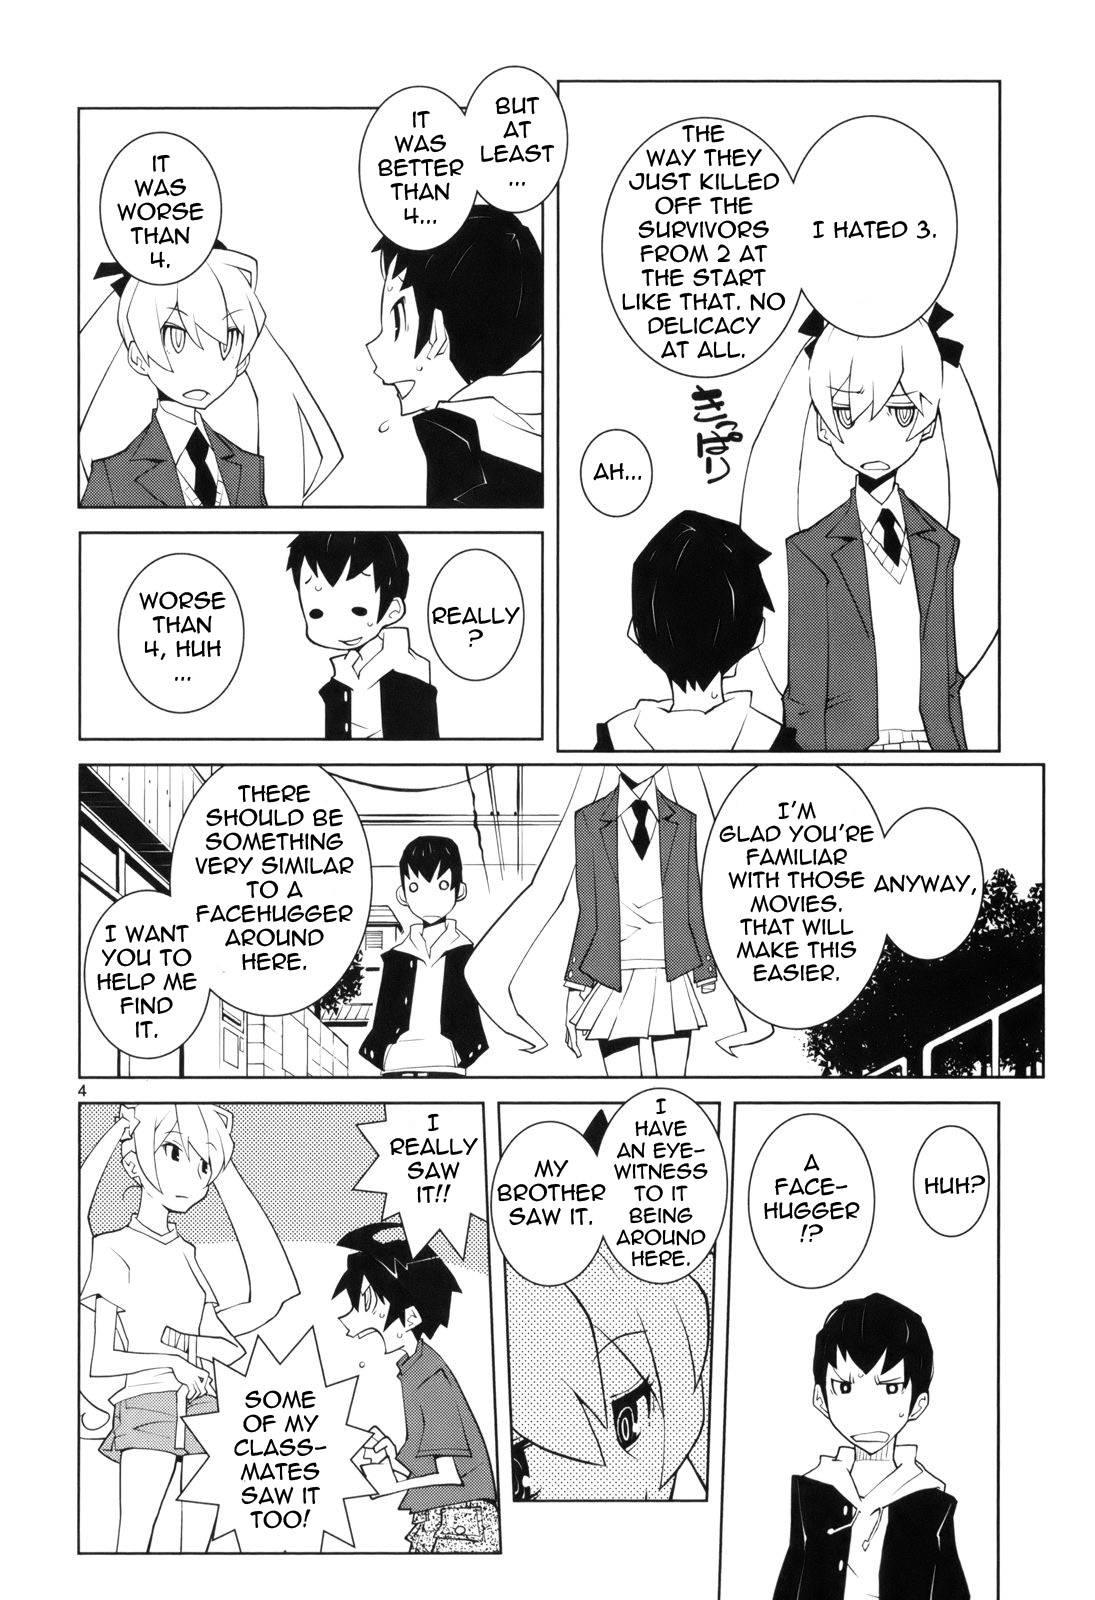 I HATED 3.
THE
WAY THEY
JUST KILLED
OFF THE
SURVIVORS
FROM 2 AT
THE START
LIKE THAT. NO
DELICACY
AT ALL.
きっぱり
AH...
BUT
AT
LEAST
...
IT
WAS
BETTER
THAN
4...
IT
WAS
WORSE
THAN
4.
REALLY
?
WORSE
THAN
4, HUH
...
ANYWAY,
I'M
GLAD YOU'RE
FAMILIAR
WITH THOSE
MOVIES.
THAT WILL
MAKE THIS
EASIER.
THERE
SHOULD BE
SOMETHING
VERY SIMILAR
TO A
FACEHUGGER
AROUND
HERE.
I WANT
YOU TO
HELP ME
FIND
IT.
4
HUH?
A
FACE-
HUGGER
!?
I
HAVE
AN EYE-
WITNESS
TO IT
BEING
AROUND
HERE.
MY
BROTHER
SAW IT.
I
REALLY
SAW
IT!!
SOME
OF MY
CLASS-
MATES
SAW IT
TOO!